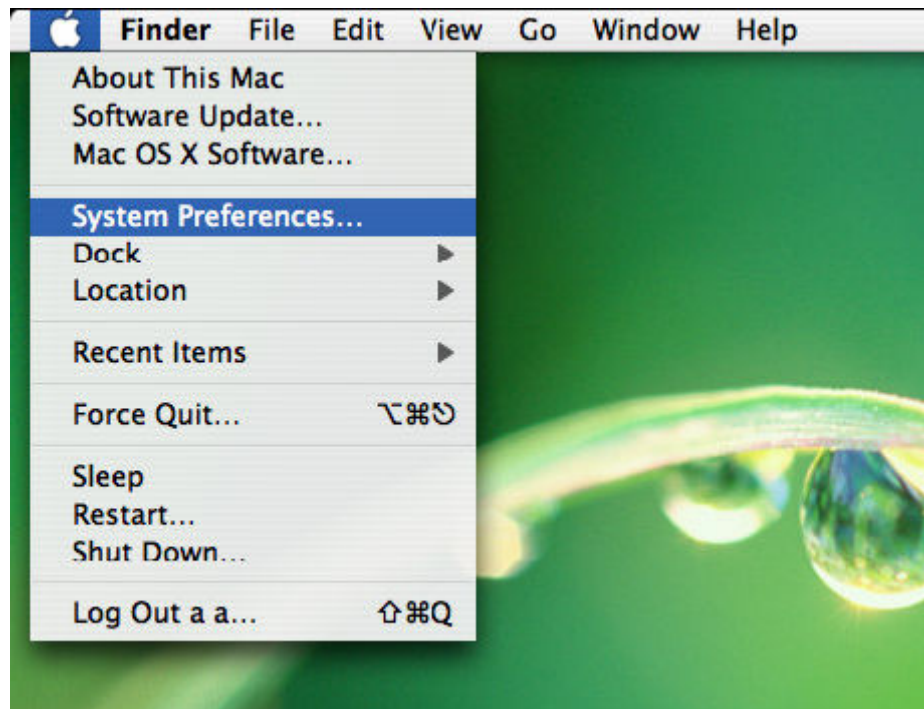 Finder File Edit View Go Window Help
About This Mac
Software Update...
Mac OS X Software...
System Preferences...
Dock
Location
Recent Items
Force Quit... ⌥⌘⎋
Sleep
Restart...
Shut Down...
Log Out a a... ⇧⌘Q